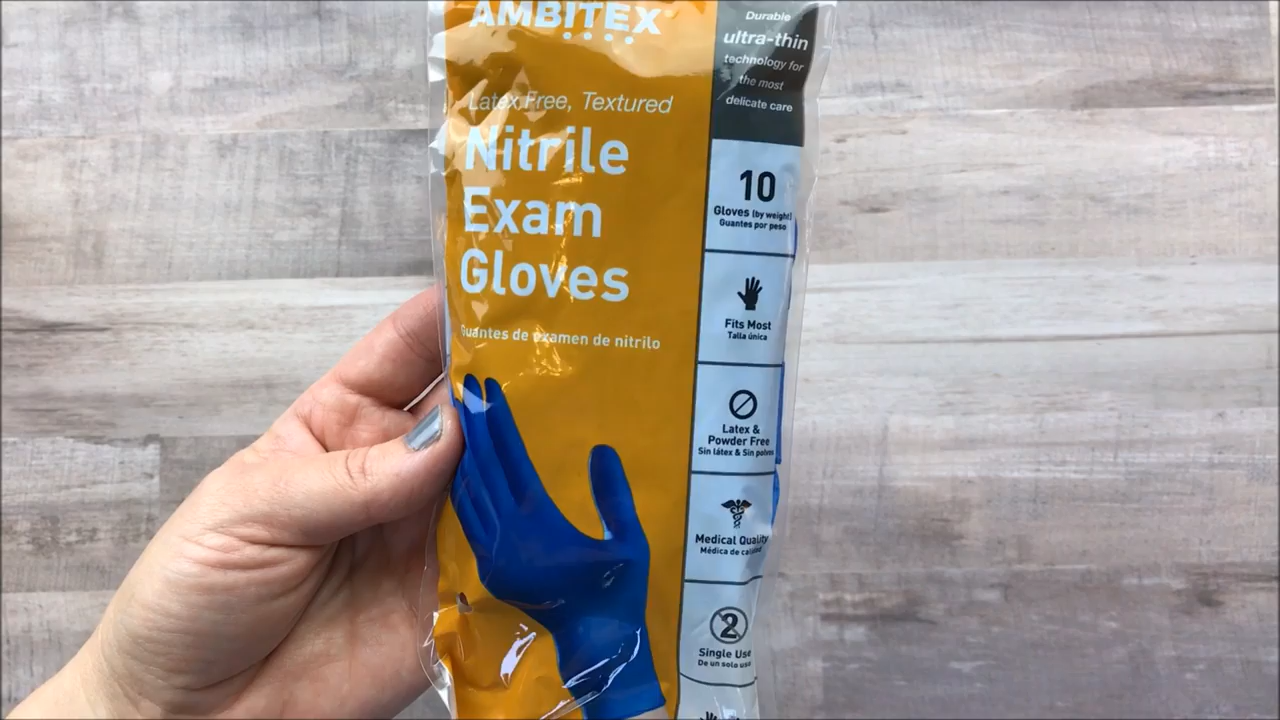 AMBITEX
Latex Free, Textured
Nitrile
Exam
Gloves
Guantes de examen de nitrilo
Durable
ultra-thin
technology for
the most
delicate care
10
Gloves (by weight)
Guantes por peso
Fits Most
Talla única
Latex &
Powder Free
Sin látex & Sin polvos
Medical Quality
Médica de calidad
2
Single Use
De un solo uso